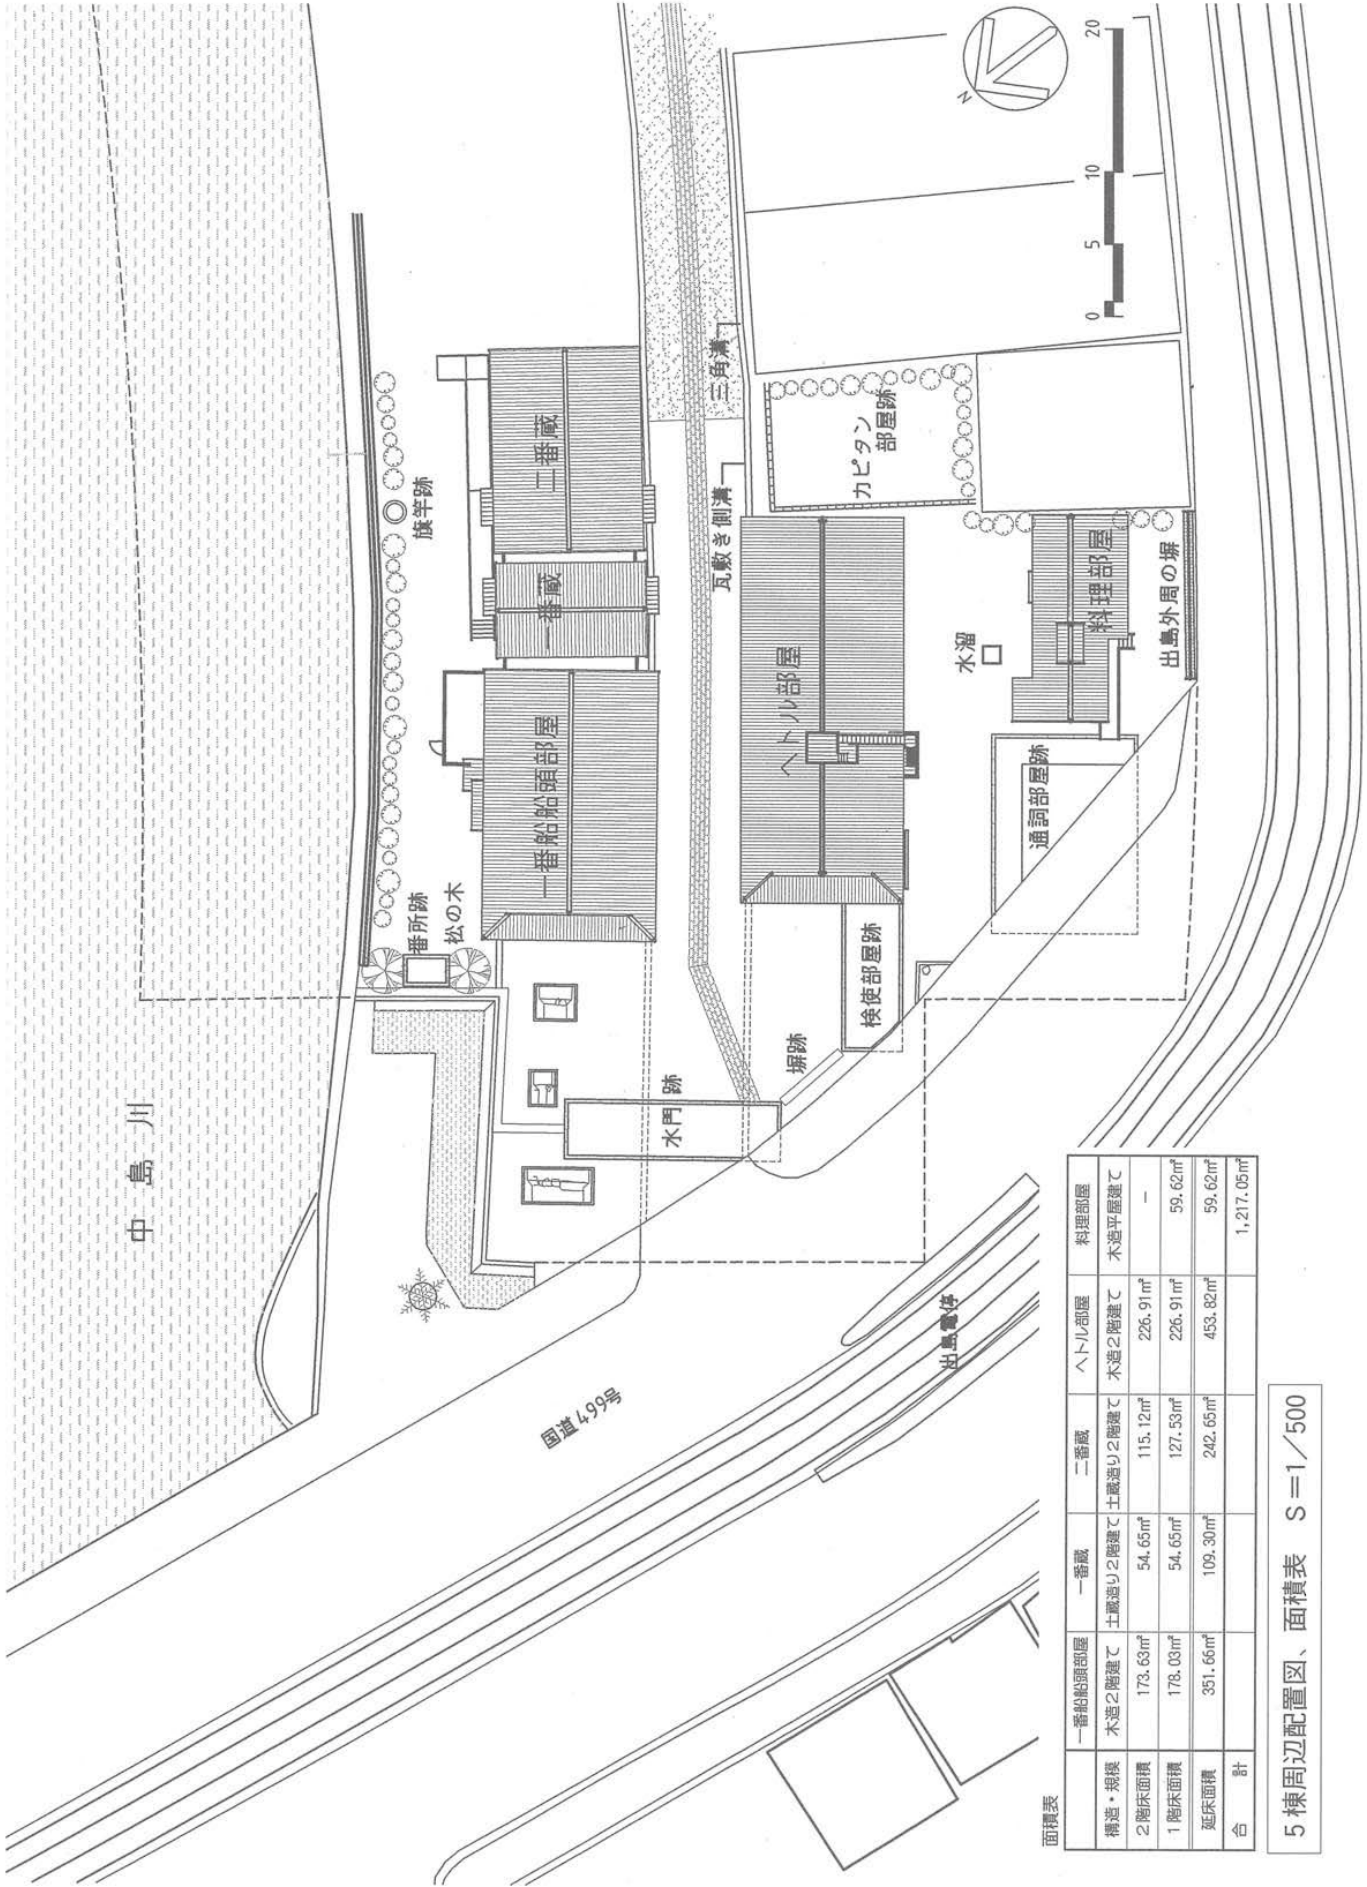 中島川
旗竿跡
番所跡
松の木
二番蔵
一番蔵
一番船船頭部屋
三角溝
瓦敷き側溝
カピタン
部屋跡
ヘトル部屋
水溜
料理部屋
出島外周の塀
通詞部屋跡
検使部屋跡
塀跡
水門跡
国道499号
出島電停
N
0 5 10 20
面積表
一番船船頭部屋 一番蔵 二番蔵 ヘトル部屋 料理部屋
構造・規模 木造2階建て 土蔵造り2階建て 土蔵造り2階建て 木造2階建て 木造平屋建て
2階床面積 173.63㎡ 54.65㎡ 115.12㎡ 226.91㎡ −
1階床面積 178.03㎡ 54.65㎡ 127.53㎡ 226.91㎡ 59.62㎡
延床面積 351.66㎡ 109.30㎡ 242.65㎡ 453.82㎡ 59.62㎡
合計 1,217.05㎡
5棟周辺配置図、面積表 S=1/500